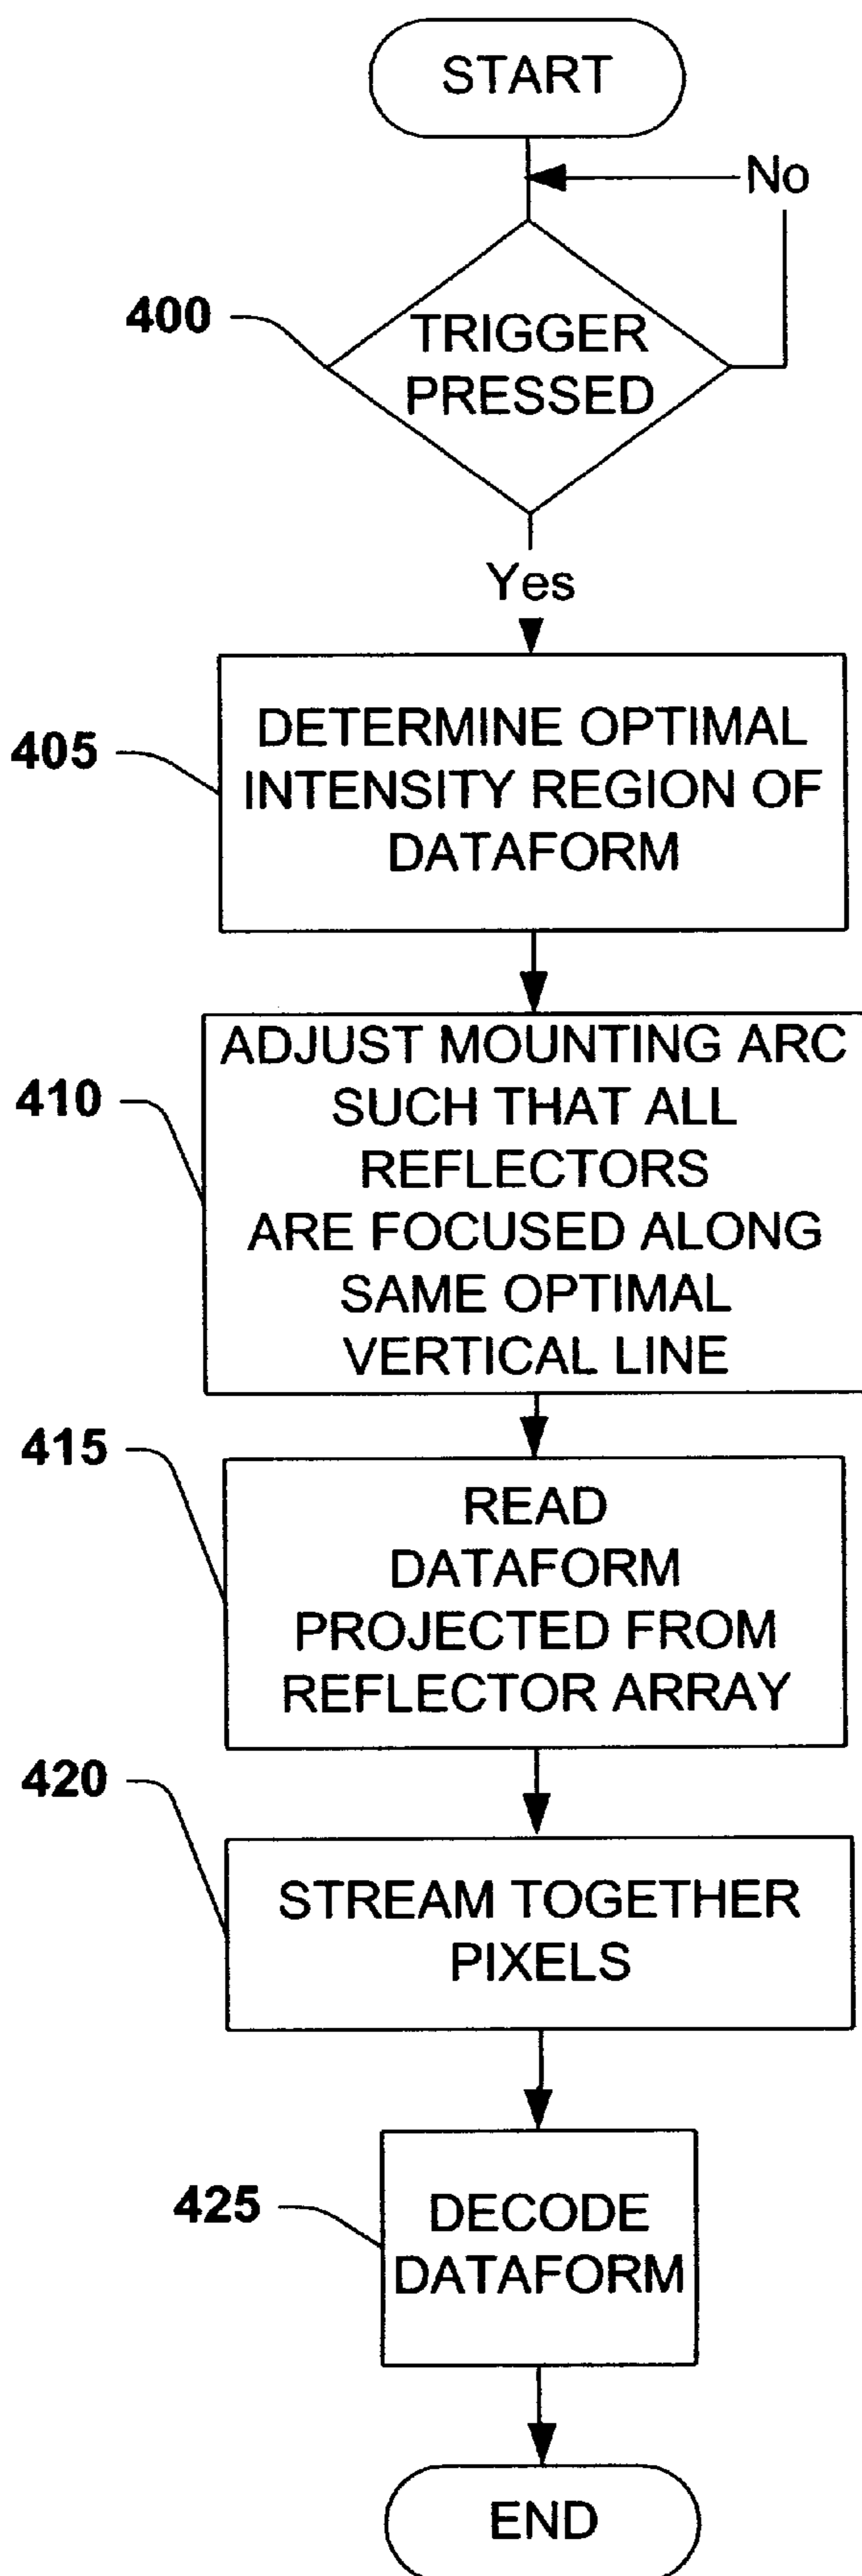 START
No
400
TRIGGER
PRESSED
Yes
405
DETERMINE OPTIMAL
INTENSITY REGION OF
DATAFORM
410
ADJUST MOUNTING ARC
SUCH THAT ALL
REFLECTORS
ARE FOCUSED ALONG
SAME OPTIMAL
VERTICAL LINE
415
READ
DATAFORM
PROJECTED FROM
REFLECTOR ARRAY
420
STREAM TOGETHER
PIXELS
425
DECODE
DATAFORM
END